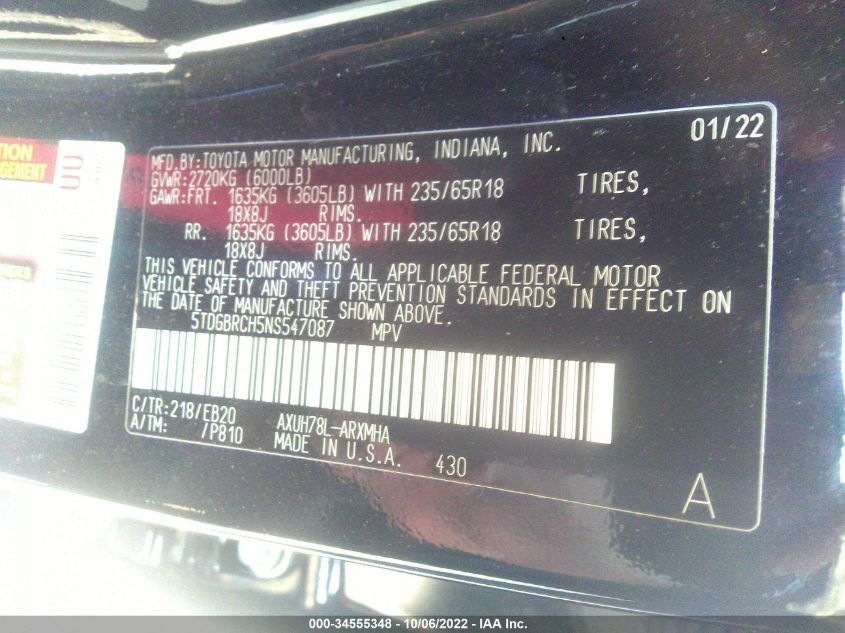 TION
AGEMENT
01/22
MFD.BY:TOYOTA MOTOR MANUFACTURING, INDIANA, INC.
GVWR:2720KG (6000LB)
GAWR:FRT. 1635KG (3605LB) WITH 235/65R18 TIRES,
18X8J RIMS.
RR. 1635KG (3605LB) WITH 235/65R18 TIRES,
18X8J RIMS.
THIS VEHICLE CONFORMS TO ALL APPLICABLE FEDERAL MOTOR
VEHICLE SAFETY AND THEFT PREVENTION STANDARDS IN EFFECT ON
THE DATE OF MANUFACTURE SHOWN ABOVE.
5TDGBRCH5NS547087 MPV
C/TR:218/EB20 AXUH78L-ARXMHA
A/TM: /P810 MADE IN U.S.A. 430
A
000-34555348 - 10/06/2022 - IAA Inc.